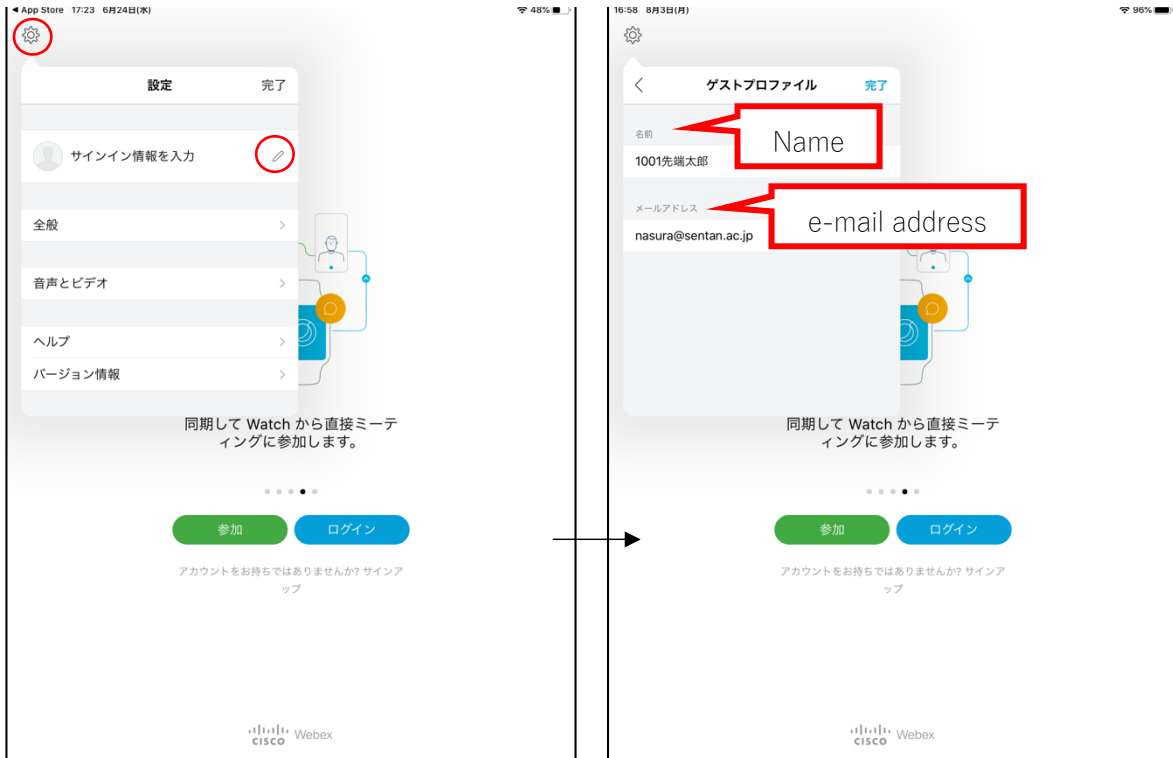 App Store 17:23 6月24日(水) 48%
設定 完了
サインイン情報を入力
全般
音声とビデオ
ヘルプ
バージョン情報
同期して Watch から直接ミーテ
ィングに参加します。
参加 ログイン
アカウントをお持ちではありませんか? サインア
ップ
CISCO Webex
16:58 8月3日(月) 96%
ゲストプロファイル 完了
名前
Name
1001先端太郎
メールアドレス
e-mail address
nasura@sentan.ac.jp
同期して Watch から直接ミーテ
ィングに参加します。
参加 ログイン
アカウントをお持ちではありませんか? サインア
ップ
CISCO Webex